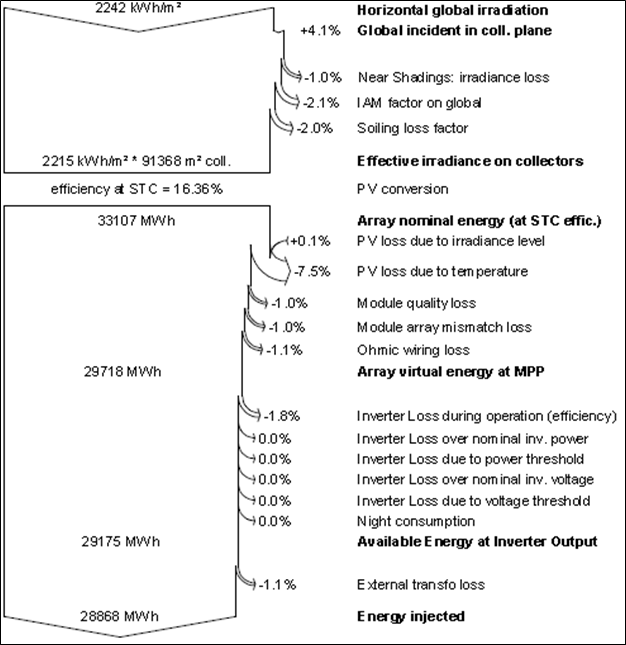 2242 kWh/m² Horizontal global irradiation
+4.1% Global incident in coll. plane
-1.0% Near Shadings: irradiance loss
-2.1% IAM factor on global
-2.0% Soiling loss factor
2215 kWh/m² * 91368 m² coll. Effective irradiance on collectors
efficiency at STC = 16.36% PV conversion
33107 MWh Array nominal energy (at STC effic.)
+0.1% PV loss due to irradiance level
-7.5% PV loss due to temperature
-1.0% Module quality loss
-1.0% Module array mismatch loss
-1.1% Ohmic wiring loss
29718 MWh Array virtual energy at MPP
-1.8% Inverter Loss during operation (efficiency)
0.0% Inverter Loss over nominal inv. power
0.0% Inverter Loss due to power threshold
0.0% Inverter Loss over nominal inv. voltage
0.0% Inverter Loss due to voltage threshold
0.0% Night consumption
29175 MWh Available Energy at Inverter Output
-1.1% External transfo loss
28868 MWh Energy injected